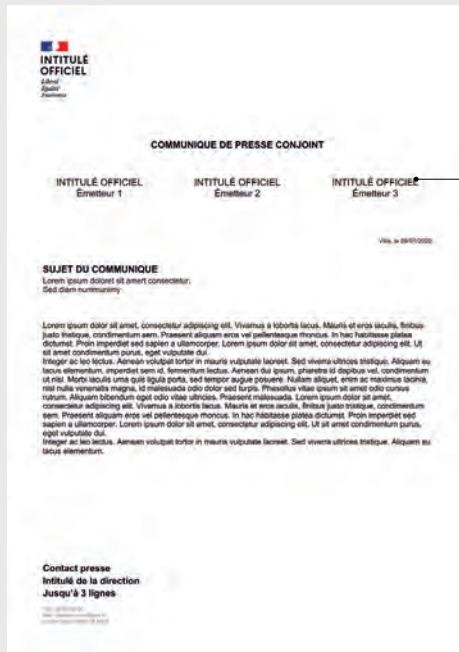 INTITULÉ
OFFICIEL
Liberté
Égalité
Fraternité
COMMUNIQUE DE PRESSE CONJOINT
INTITULÉ OFFICIEL INTITULÉ OFFICIEL INTITULÉ OFFICIEL
Émetteur 1 Émetteur 2 Émetteur 3
Ville, le 09/01/2020
SUJET DU COMMUNIQUE
Lorem ipsum doloret sit amert consectetur.
Sed diam nummunimy
Lorem ipsum dolor sit amet, consectetur adipiscing elit. Vivamus a lobortis lacus. Mauris et eros iaculis, finibus
justo tristique, condimentum sem. Praesent aliquam eros vel pellentesque rhoncus. In hac habitasse platea
dictumst. Proin imperdiet sed sapien a ullamcorper. Lorem ipsum dolor sit amet, consectetur adipiscing elit. Ut
sit amet condimentum purus, eget vulputate dui.
Integer ac leo lectus. Aenean volutpat tortor in mauris vulputate laoreet. Sed viverra ultrices tristique. Aliquam eu
lacus elementum, imperdiet sem id, fermentum lectus. Aenean dui ipsum, pharetra id dapibus vel, condimentum
ut nisl. Morbi iaculis urna quis ligula porta, sed tempor augue posuere. Nullam aliquet, enim ac maximus lacinia,
nisl nulla venenatis magna, id malesuada odio dolor sed turpis. Phasellus vitae ipsum sit amet odio cursus
rutrum. Aliquam bibendum eget odio vitae ultricies. Praesent malesuada. Lorem ipsum dolor sit amet,
consectetur adipiscing elit. Vivamus a lobortis lacus. Mauris et eros iaculis, finibus justo tristique, condimentum
sem. Praesent aliquam eros vel pellentesque rhoncus. In hac habitasse platea dictumst. Proin imperdiet sed
sapien a ullamcorper. Lorem ipsum dolor sit amet, consectetur adipiscing elit. Ut sit amet condimentum purus,
eget vulputate dui.
Integer ac leo lectus. Aenean volutpat tortor in mauris vulputate laoreet. Sed viverra ultrices tristique. Aliquam eu
lacus elementum.
Contact presse
Intitulé de la direction
Jusqu'à 3 lignes